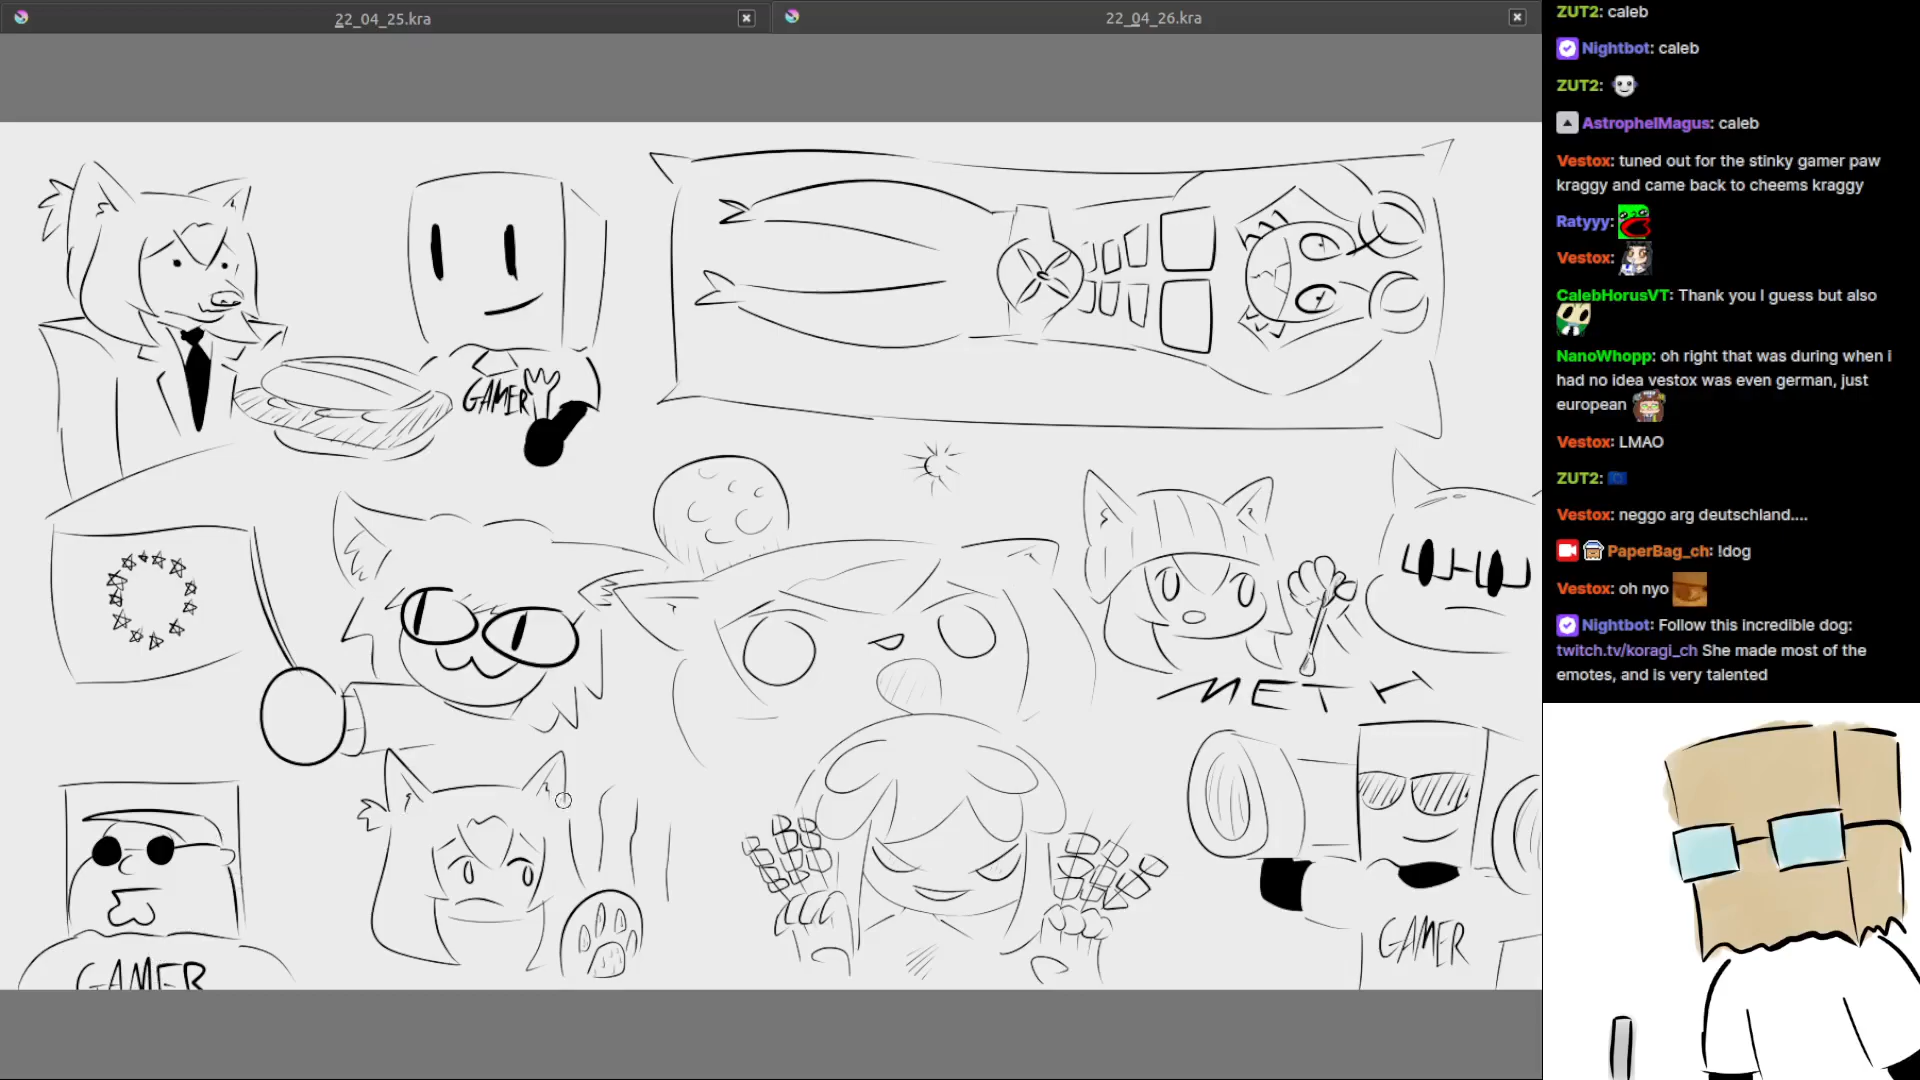 22_04_25.kra
22_04_26.kra
GAMER
METY
GAMER
GAMER
ZUT2: caleb
Nightbot: caleb
ZUT2:
AstrophelMagus: caleb
Vestox: tuned out for the stinky gamer paw
kraggy and came back to cheems kraggy
Ratyyy:
Vestox:
CalebHorusVT: Thank you I guess but also
NanoWhopp: oh right that was during when i
had no idea vestox was even german, just
european
Vestox: LMAO
ZUT2:
Vestox: neggo arg deutschland....
PaperBag_ch: !dog
Vestox: oh nyo
Nightbot: Follow this incredible dog:
twitch.tv/koragi_ch She made most of the
emotes, and is very talented